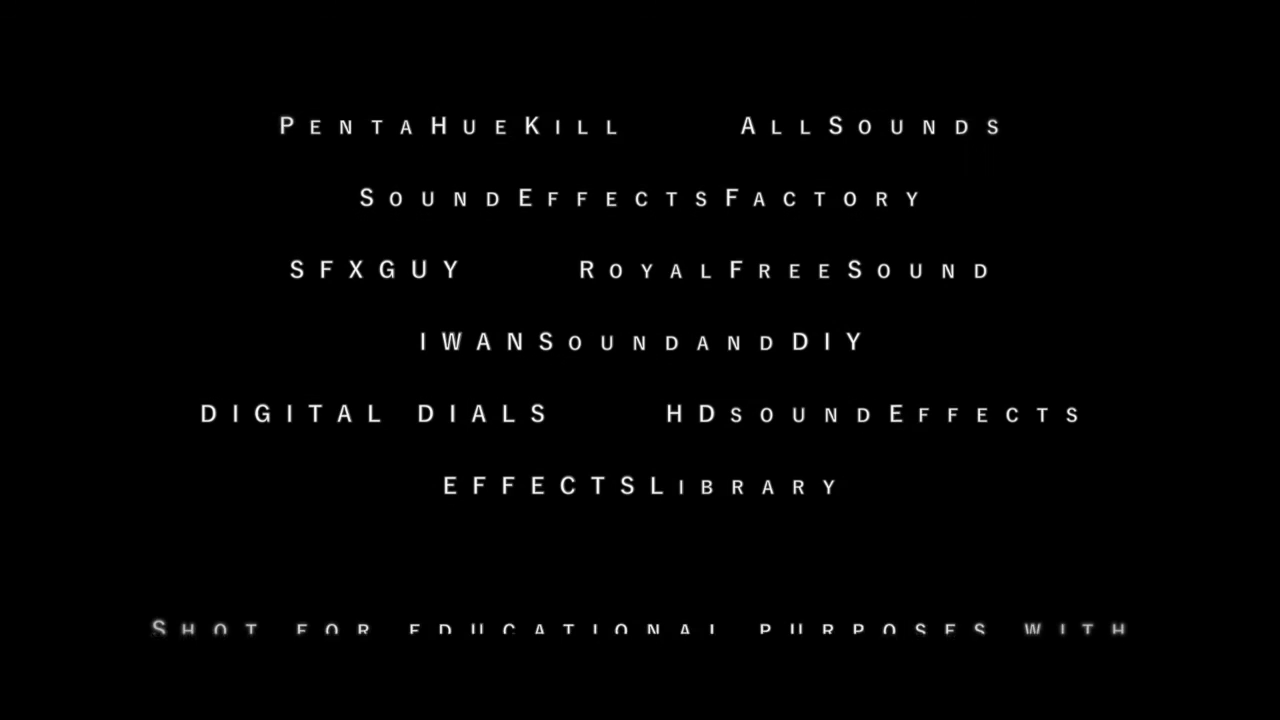 PentaHueKill AllSounds
SoundEffectsFactory
SFXGUY RoyalFreeSound
IWANSoundandDIY
DIGITAL DIALS HDsoundEffects
EFFECTSLibrary
Shot for educational purposes with